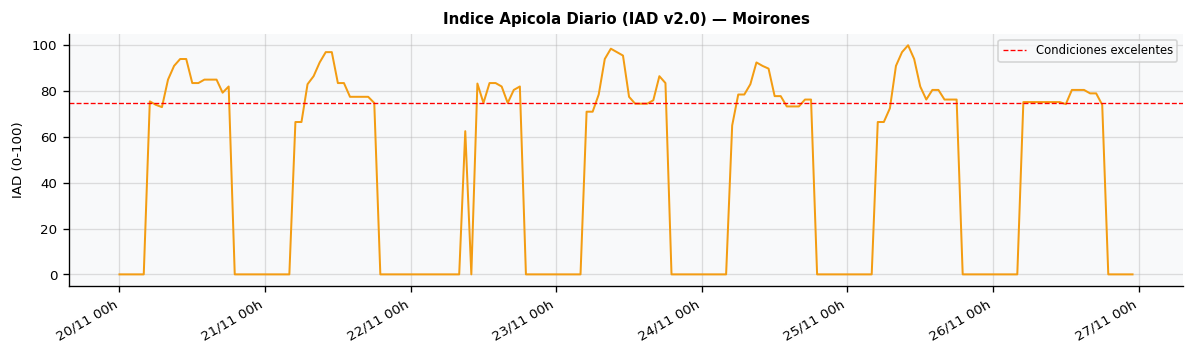 Indice Apicola Diario (IAD v2.0) — Moirones
Condiciones excelentes
IAD (0-100)
100
80
60
40
20
0
20/11 00h
21/11 00h
22/11 00h
23/11 00h
24/11 00h
25/11 00h
26/11 00h
27/11 00h